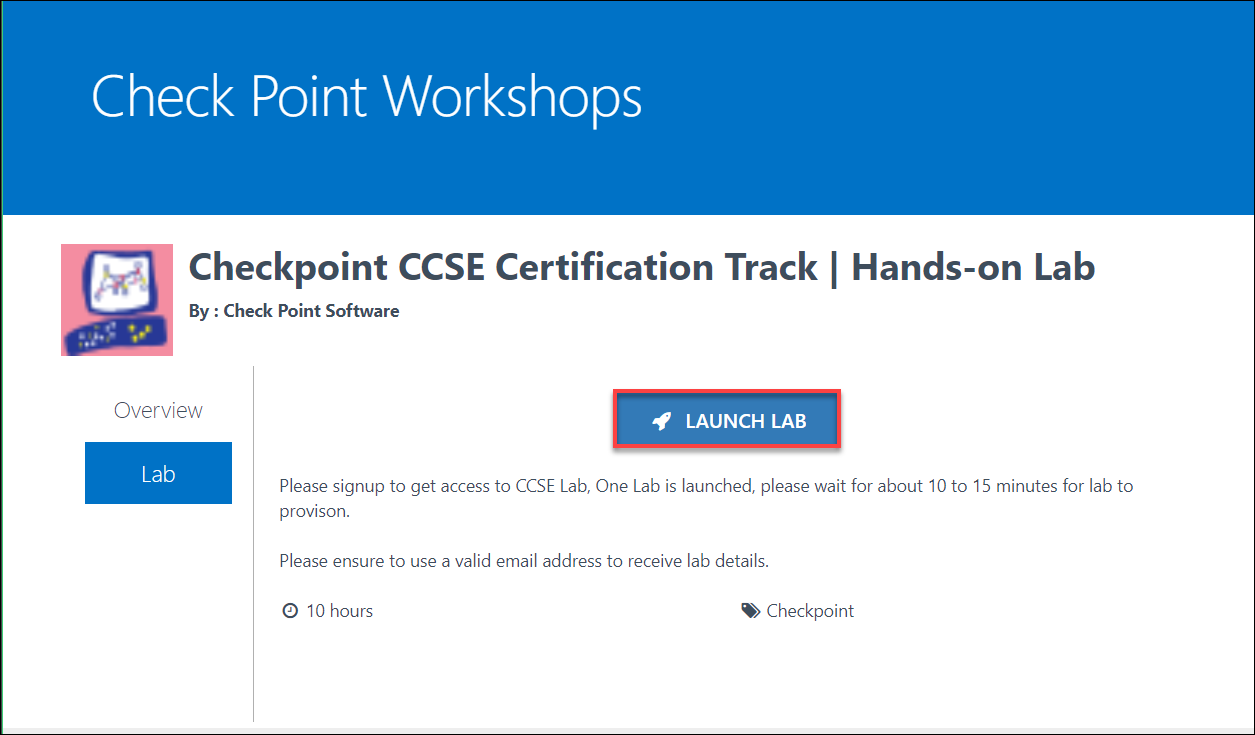 Check Point Workshops
Checkpoint CCSE Certification Track | Hands-on Lab
By : Check Point Software
Overview
Lab
LAUNCH LAB
Please signup to get access to CCSE Lab, One Lab is launched, please wait for about 10 to 15 minutes for lab to
provison.
Please ensure to use a valid email address to receive lab details.
10 hours
Checkpoint